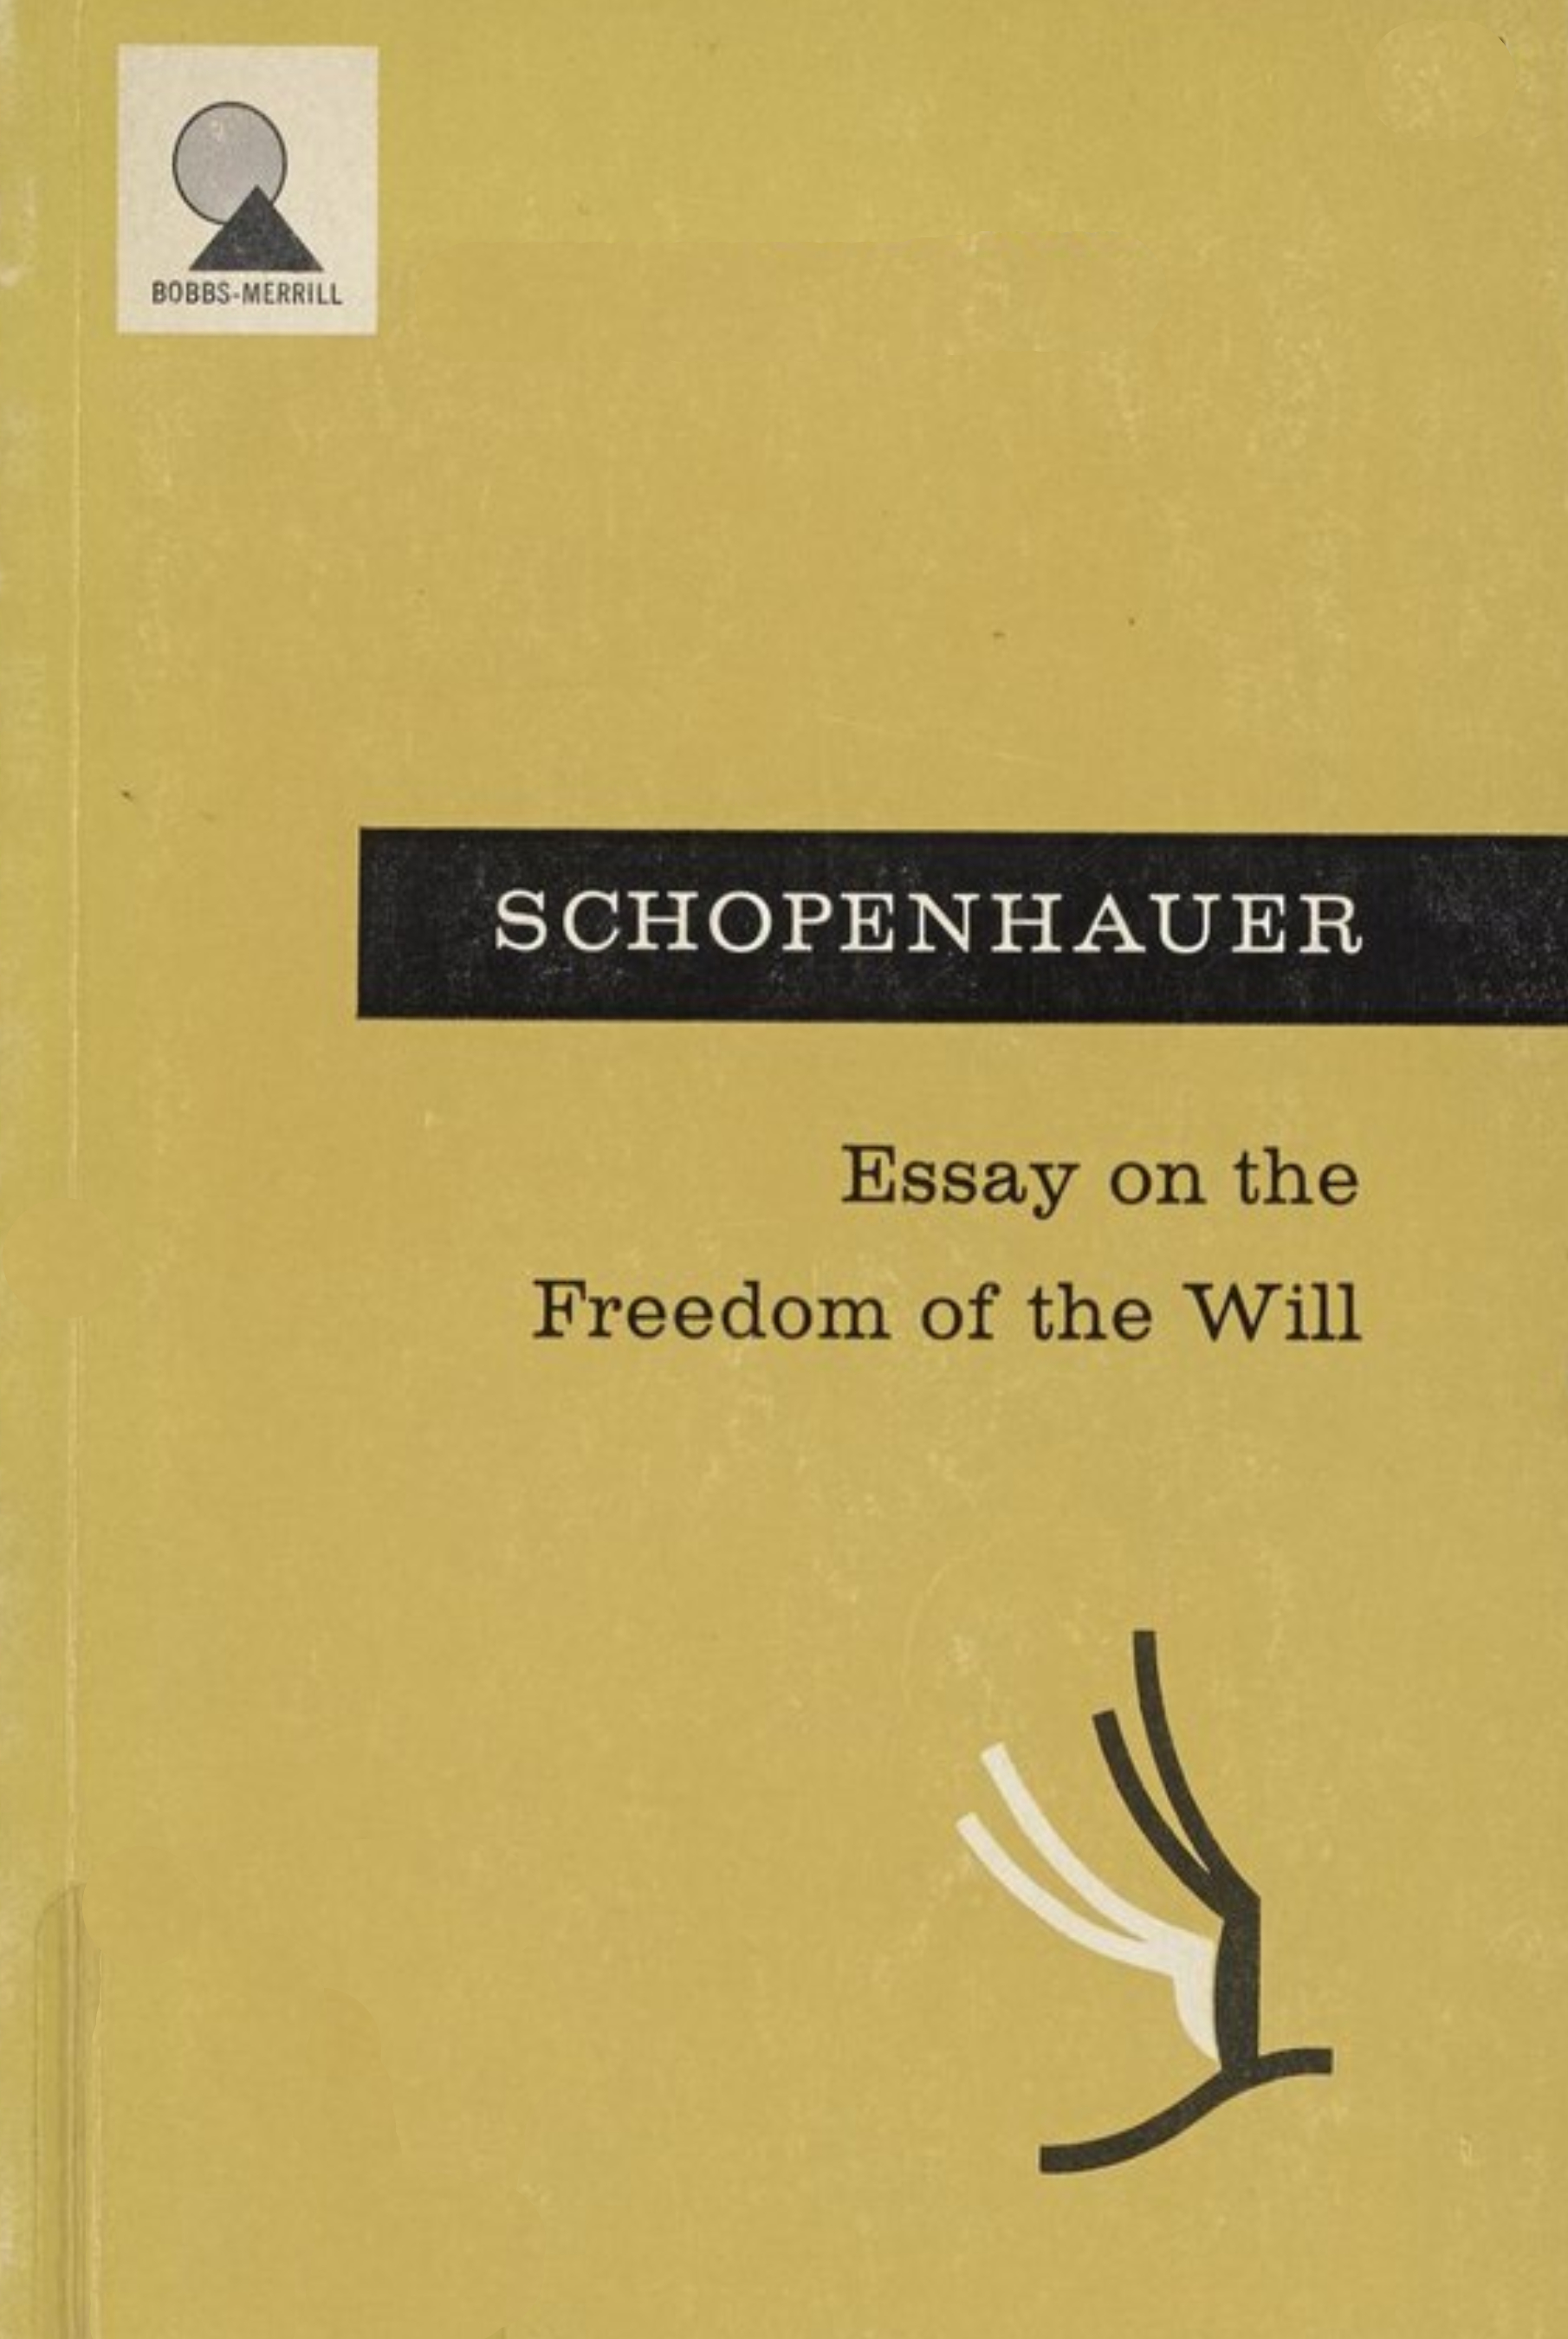 BOBBS-MERRILL
SCHOPENHAUER
Essay on the
Freedom of the Will